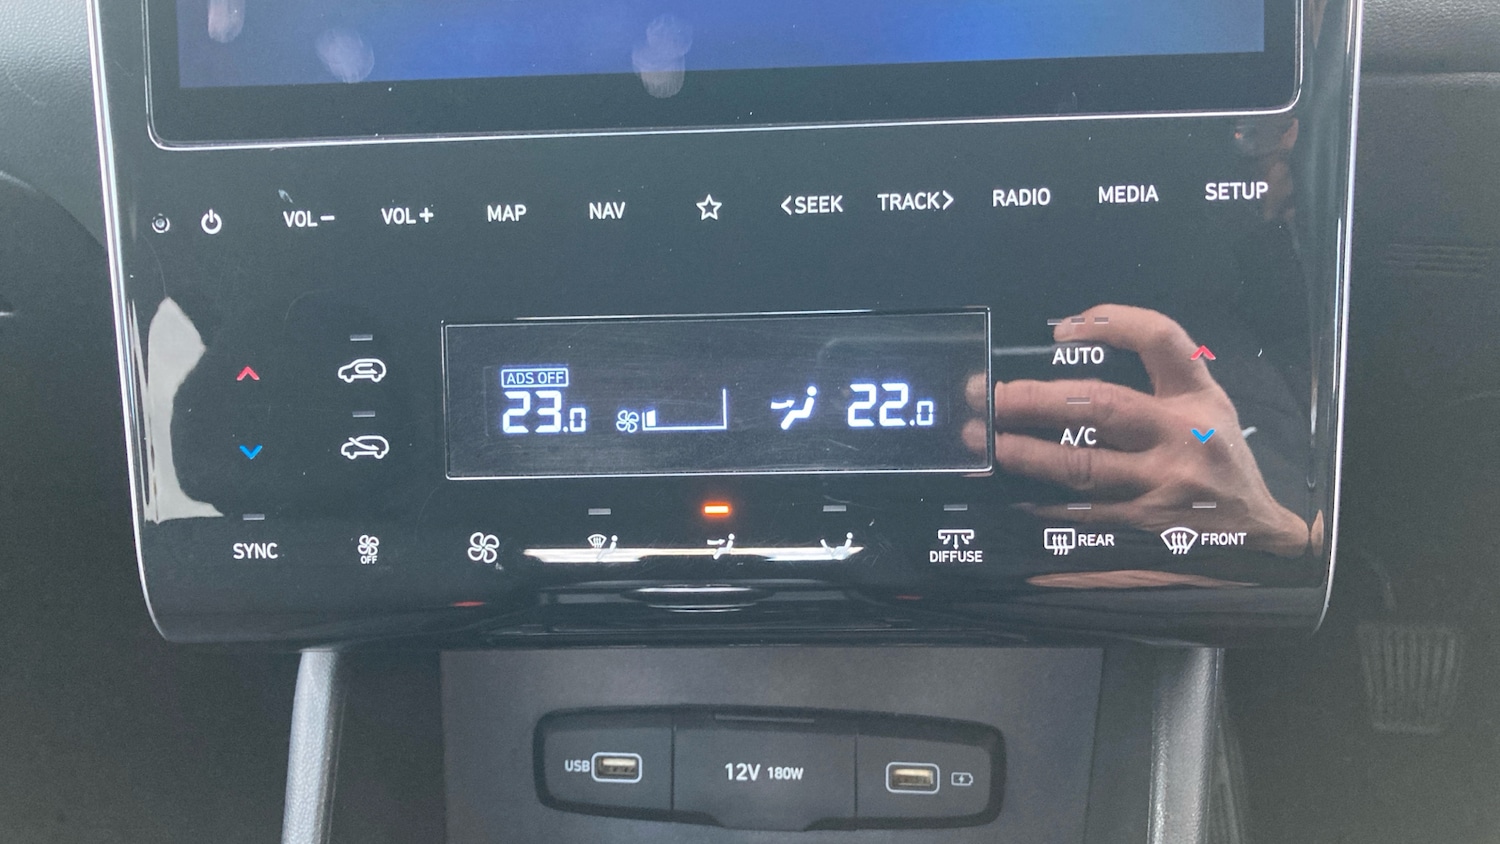 VOL− VOL+ MAP NAV <SEEK TRACK> RADIO MEDIA SETUP
ADS OFF
23.0 22.0
AUTO
A/C
SYNC OFF DIFFUSE REAR FRONT
USB 12V 180W